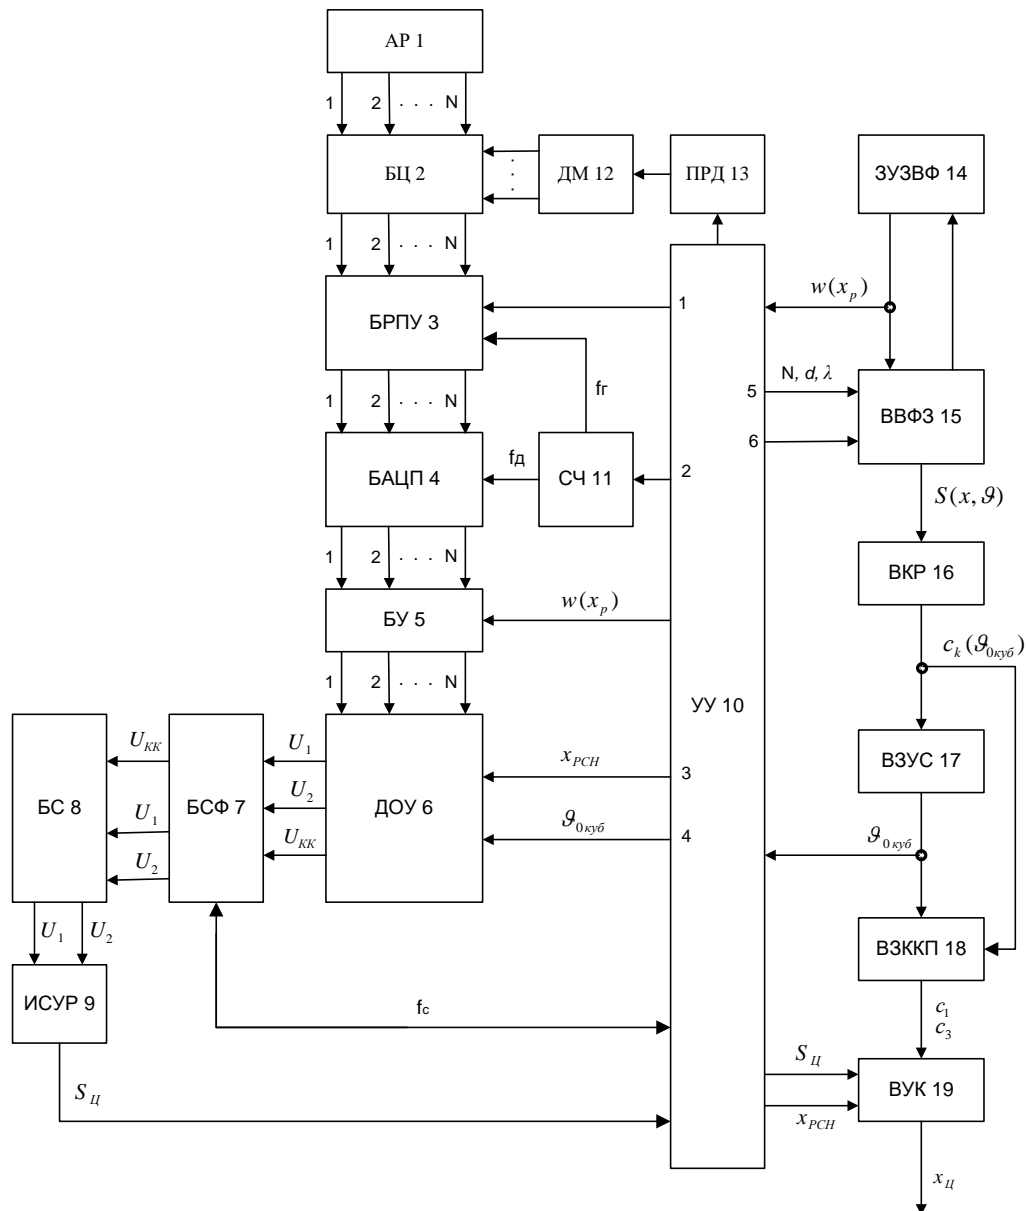 АР 1
1 2 . . . N
БЦ 2
ДМ 12
ПРД 13
ЗУЗВФ 14
1 2 . . . N
w(x_p)
БРПУ 3
1
fг
N, d, λ
5
1 2 . . . N
ВВФЗ 15
6
fд
БАЦП 4
СЧ 11
2
S(x, ϑ)
1 2 . . . N
ВКР 16
w(x_p)
БУ 5
c_k(ϑ_0куб)
1 2 . . . N
УУ 10
U_КК
U_1
x_РСН
3
ВЗУС 17
БС 8
БСФ 7
U_2
ДОУ 6
U_1
ϑ_0куб
4
ϑ_0куб
U_КК
U_2
U_1
U_2
ВЗККП 18
ИСУР 9
fс
c_1
c_3
S_Ц
S_Ц
ВУК 19
x_РСН
x_Ц